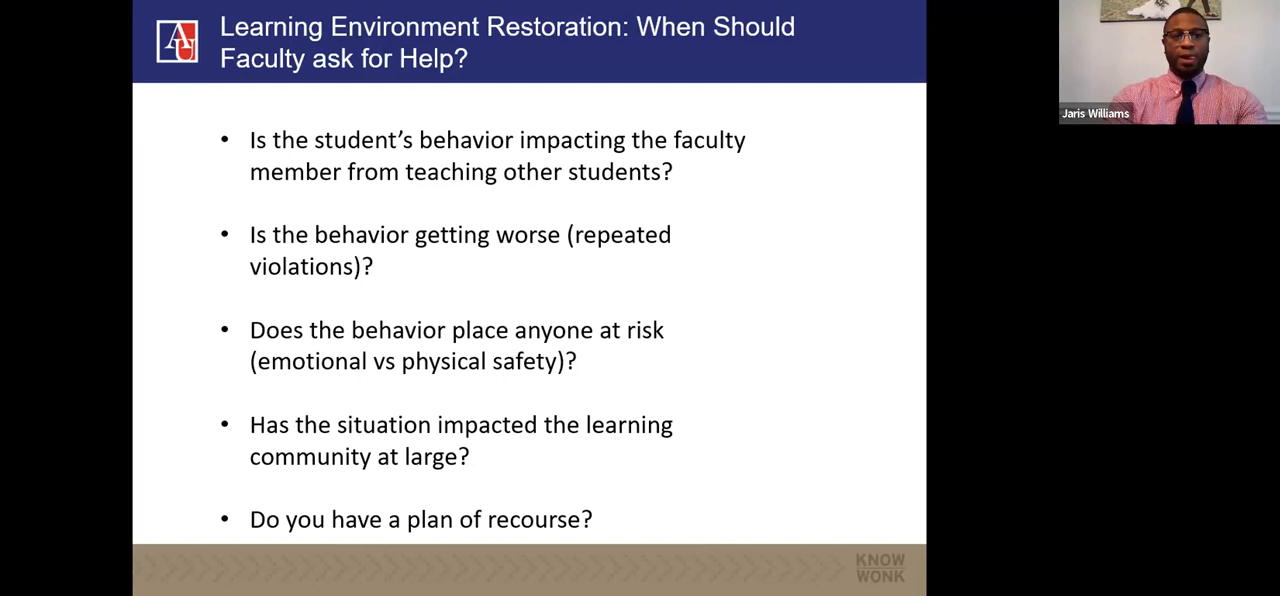 AU
Learning Environment Restoration: When Should
Faculty ask for Help?
Jaris Williams
• Is the student’s behavior impacting the faculty
member from teaching other students?
• Is the behavior getting worse (repeated
violations)?
• Does the behavior place anyone at risk
(emotional vs physical safety)?
• Has the situation impacted the learning
community at large?
• Do you have a plan of recourse?
KNOW
WONK